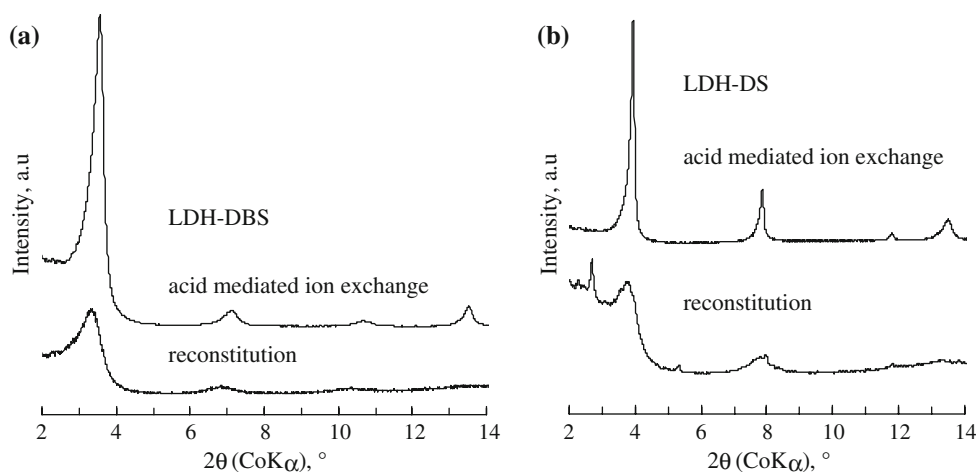 (a)
Intensity, a.u
LDH-DBS
acid mediated ion exchange
reconstitution
2 4 6 8 10 12 14
2θ (CoKα), °
(b)
Intensity, a.u
LDH-DS
acid mediated ion exchange
reconstitution
2 4 6 8 10 12 14
2θ (CoKα), °